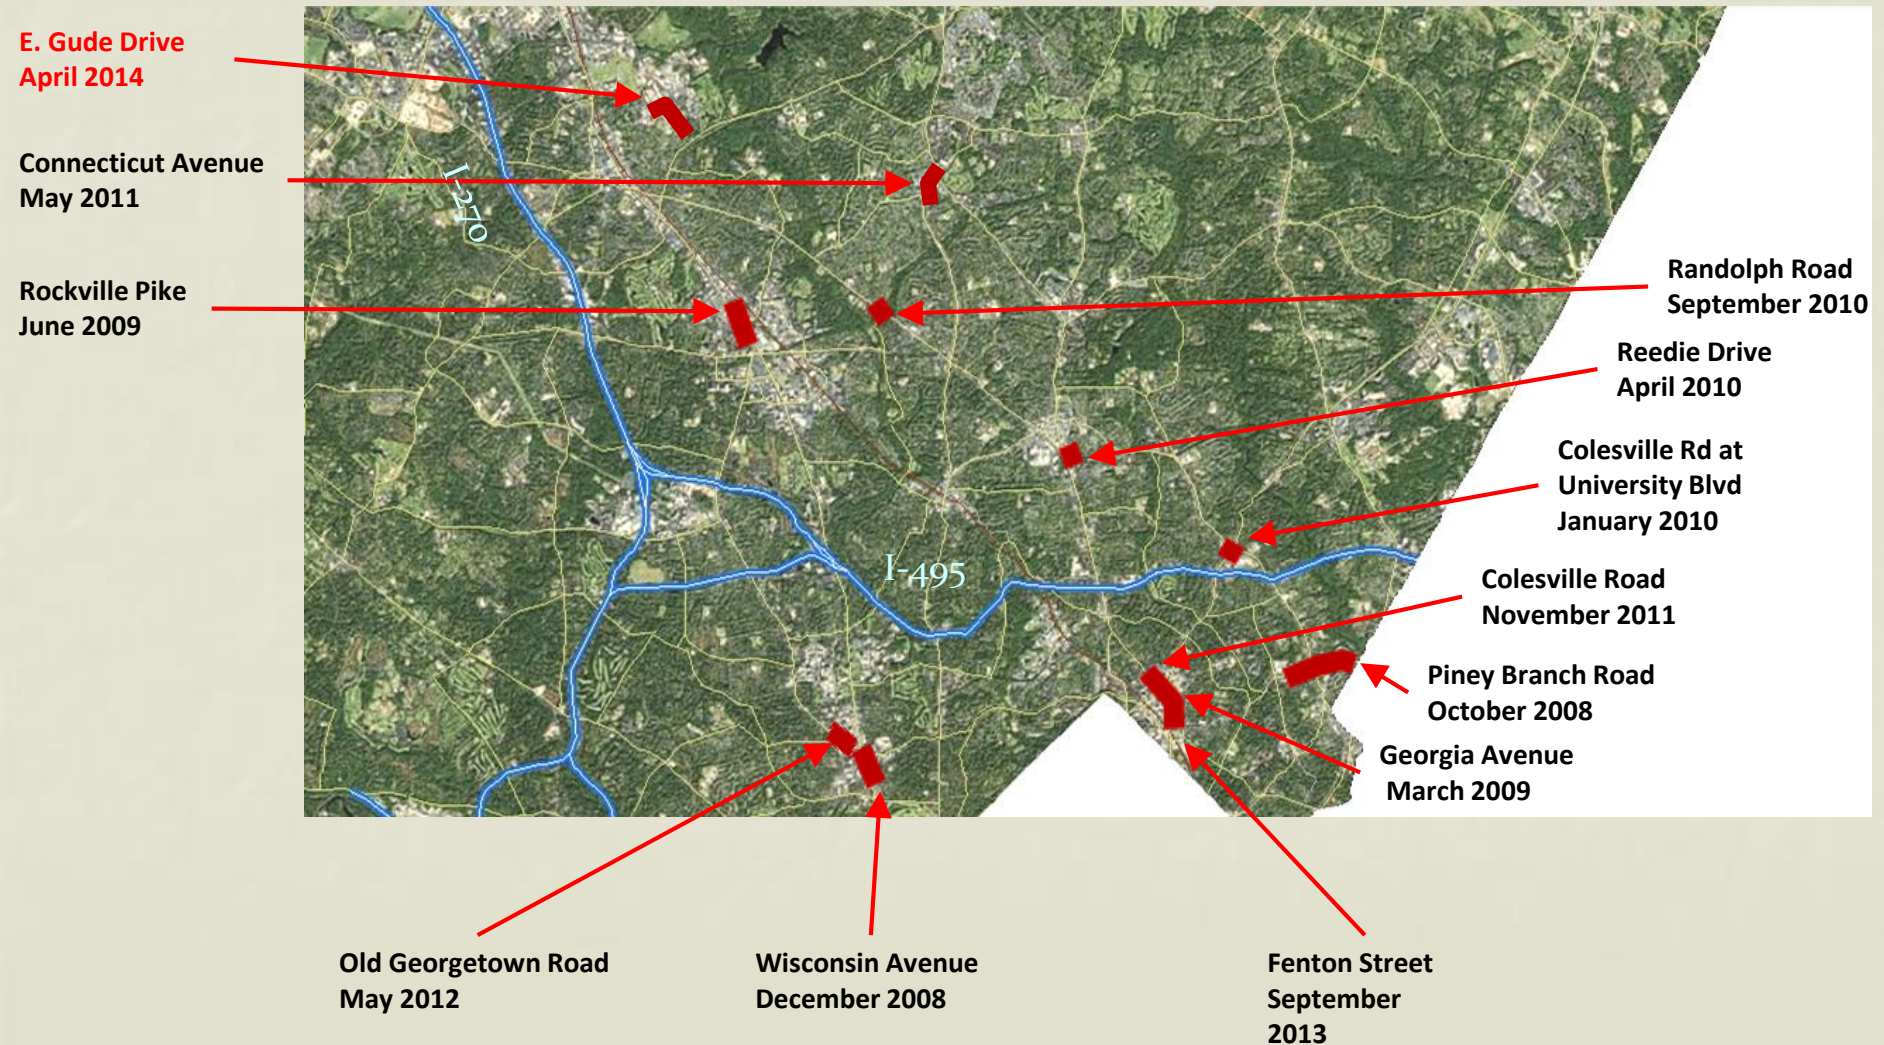 E. Gude Drive
April 2014
Connecticut Avenue
May 2011
Rockville Pike
June 2009
I-270
I-495
Randolph Road
September 2010
Reedie Drive
April 2010
Colesville Rd at
University Blvd
January 2010
Colesville Road
November 2011
Piney Branch Road
October 2008
Georgia Avenue
March 2009
Old Georgetown Road
May 2012
Wisconsin Avenue
December 2008
Fenton Street
September
2013